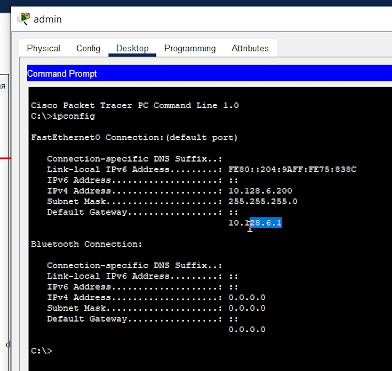 admin
Physical Config Desktop Programming Attributes
Command Prompt
Cisco Packet Tracer PC Command Line 1.0
C:\>ipconfig
FastEthernet0 Connection:(default port)
Connection-specific DNS Suffix..:
Link-local IPv6 Address.........: FE80::204:9AFF:FE75:838C
IPv6 Address....................: ::
IPv4 Address....................: 10.128.6.200
Subnet Mask.....................: 255.255.255.0
Default Gateway.................: ::
10.128.6.1
Bluetooth Connection:
Connection-specific DNS Suffix..:
Link-local IPv6 Address.........: ::
IPv6 Address....................: ::
IPv4 Address....................: 0.0.0.0
Subnet Mask.....................: 0.0.0.0
Default Gateway.................: ::
0.0.0.0
C:\>